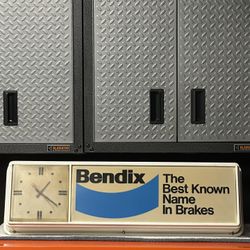 Bendix
The
Best Known
Name
In Brakes